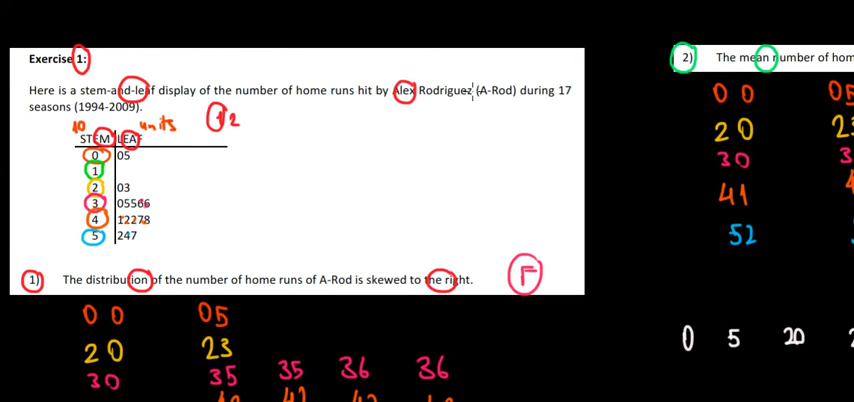 Exercise 1:
Here is a stem-and-leaf display of the number of home runs hit by Alex Rodriguez (A-Rod) during 17
seasons (1994-2009).
10 units 1 2
STEM LEAF
0 05
1
2 03
3 05566
4 12278
5 247
1) The distribution of the number of home runs of A-Rod is skewed to the right. F
00 05
20 23
30 35 35 36 36
2) The mean number of hom
00 05
20
30
41
52
0 5 20